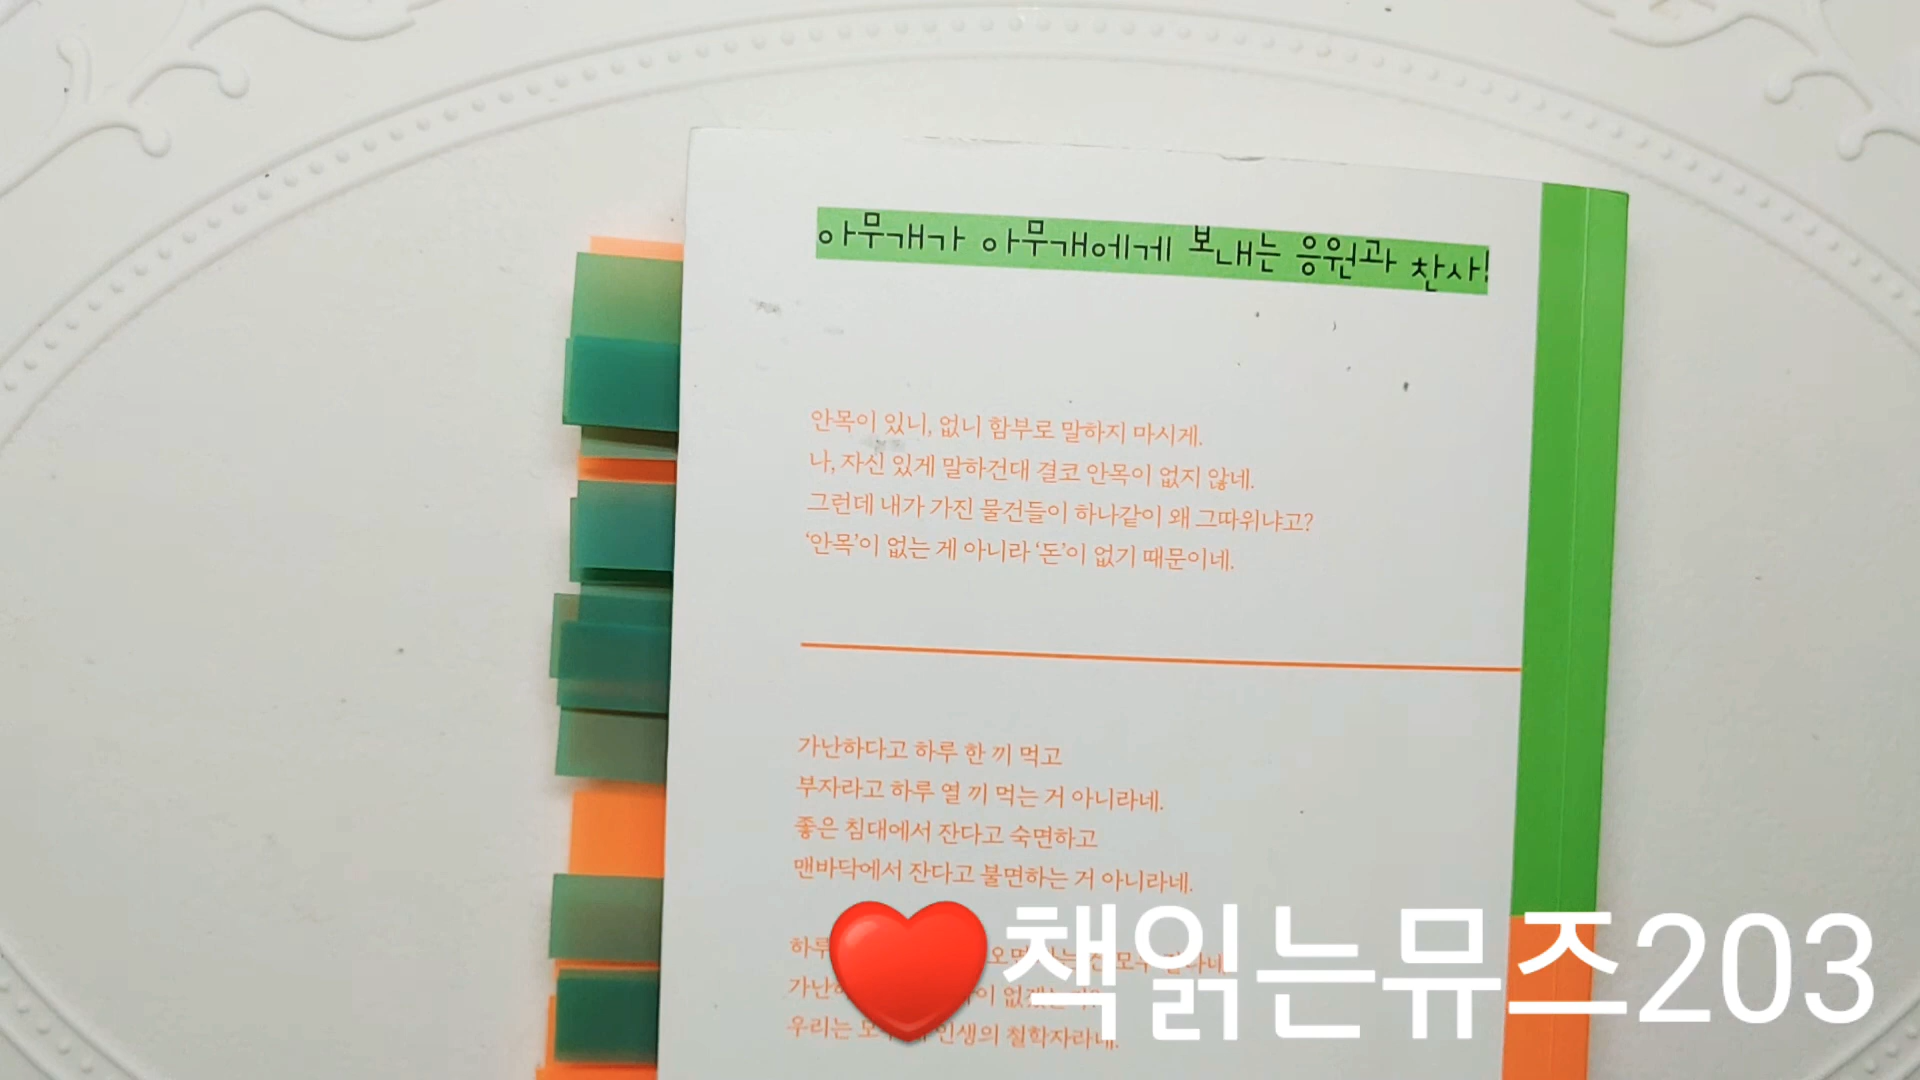 아무개가 아무개에게 보내는 응원과 찬사!
안목이 있니, 없니 함부로 말하지 마시게.
나, 자신 있게 말하건대 결코 안목이 없지 않네.
그런데 내가 가진 물건들이 하나같이 왜 그따위냐고?
‘안목’이 없는 게 아니라 ‘돈’이 없기 때문이네.
가난하다고 하루 한 끼 먹고
부자라고 하루 열 끼 먹는 거 아니라네.
좋은 침대에서 잔다고 숙면하고
맨바닥에서 잔다고 불면하는 거 아니라네.
하루
우리는 인생의 철학자라네.
❤️책읽는뮤즈203